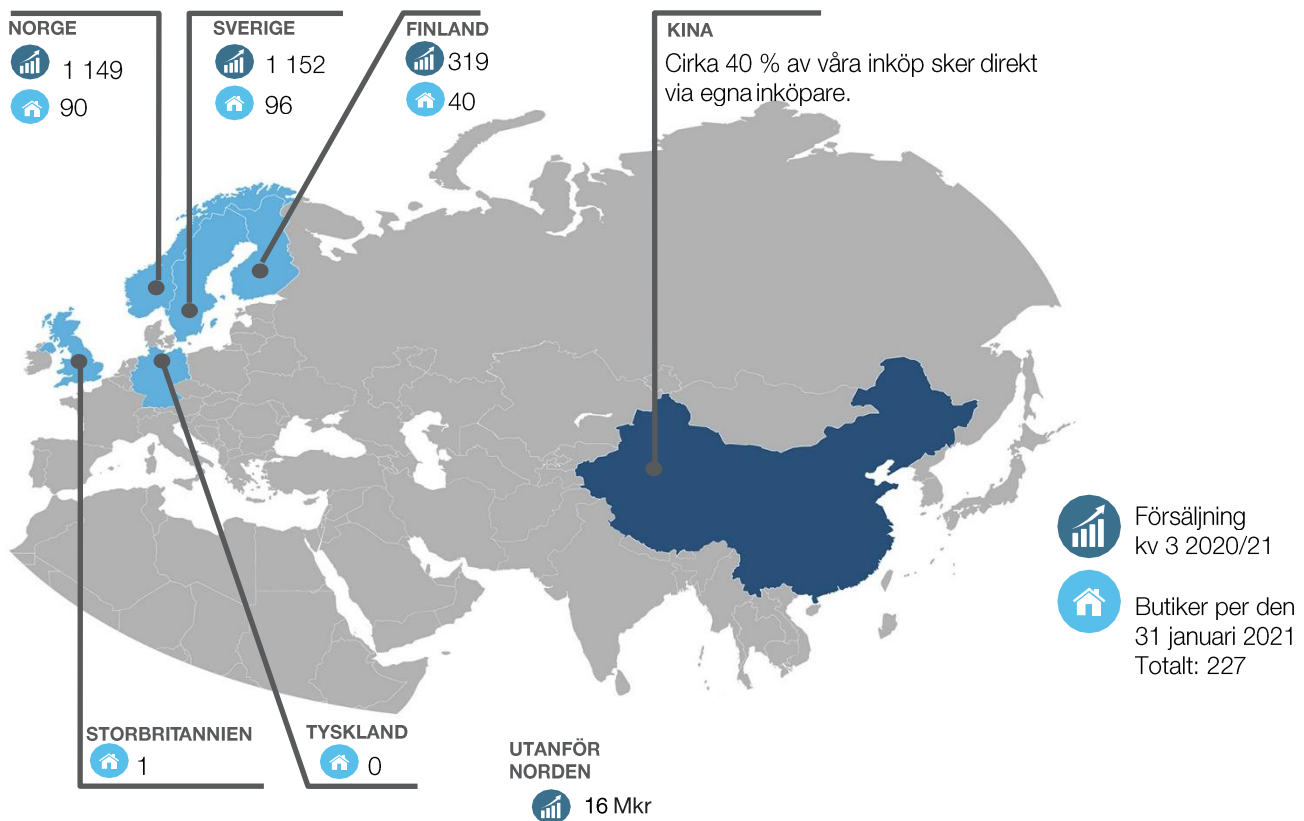 NORGE
1 149
90
SVERIGE
1 152
96
FINLAND
319
40
KINA
Cirka 40 % av våra inköp sker direkt
via egna inköpare.
Försäljning
kv 3 2020/21
Butiker per den
31 januari 2021
Totalt: 227
STORBRITANNIEN
1
TYSKLAND
0
UTANFÖR
NORDEN
16 Mkr